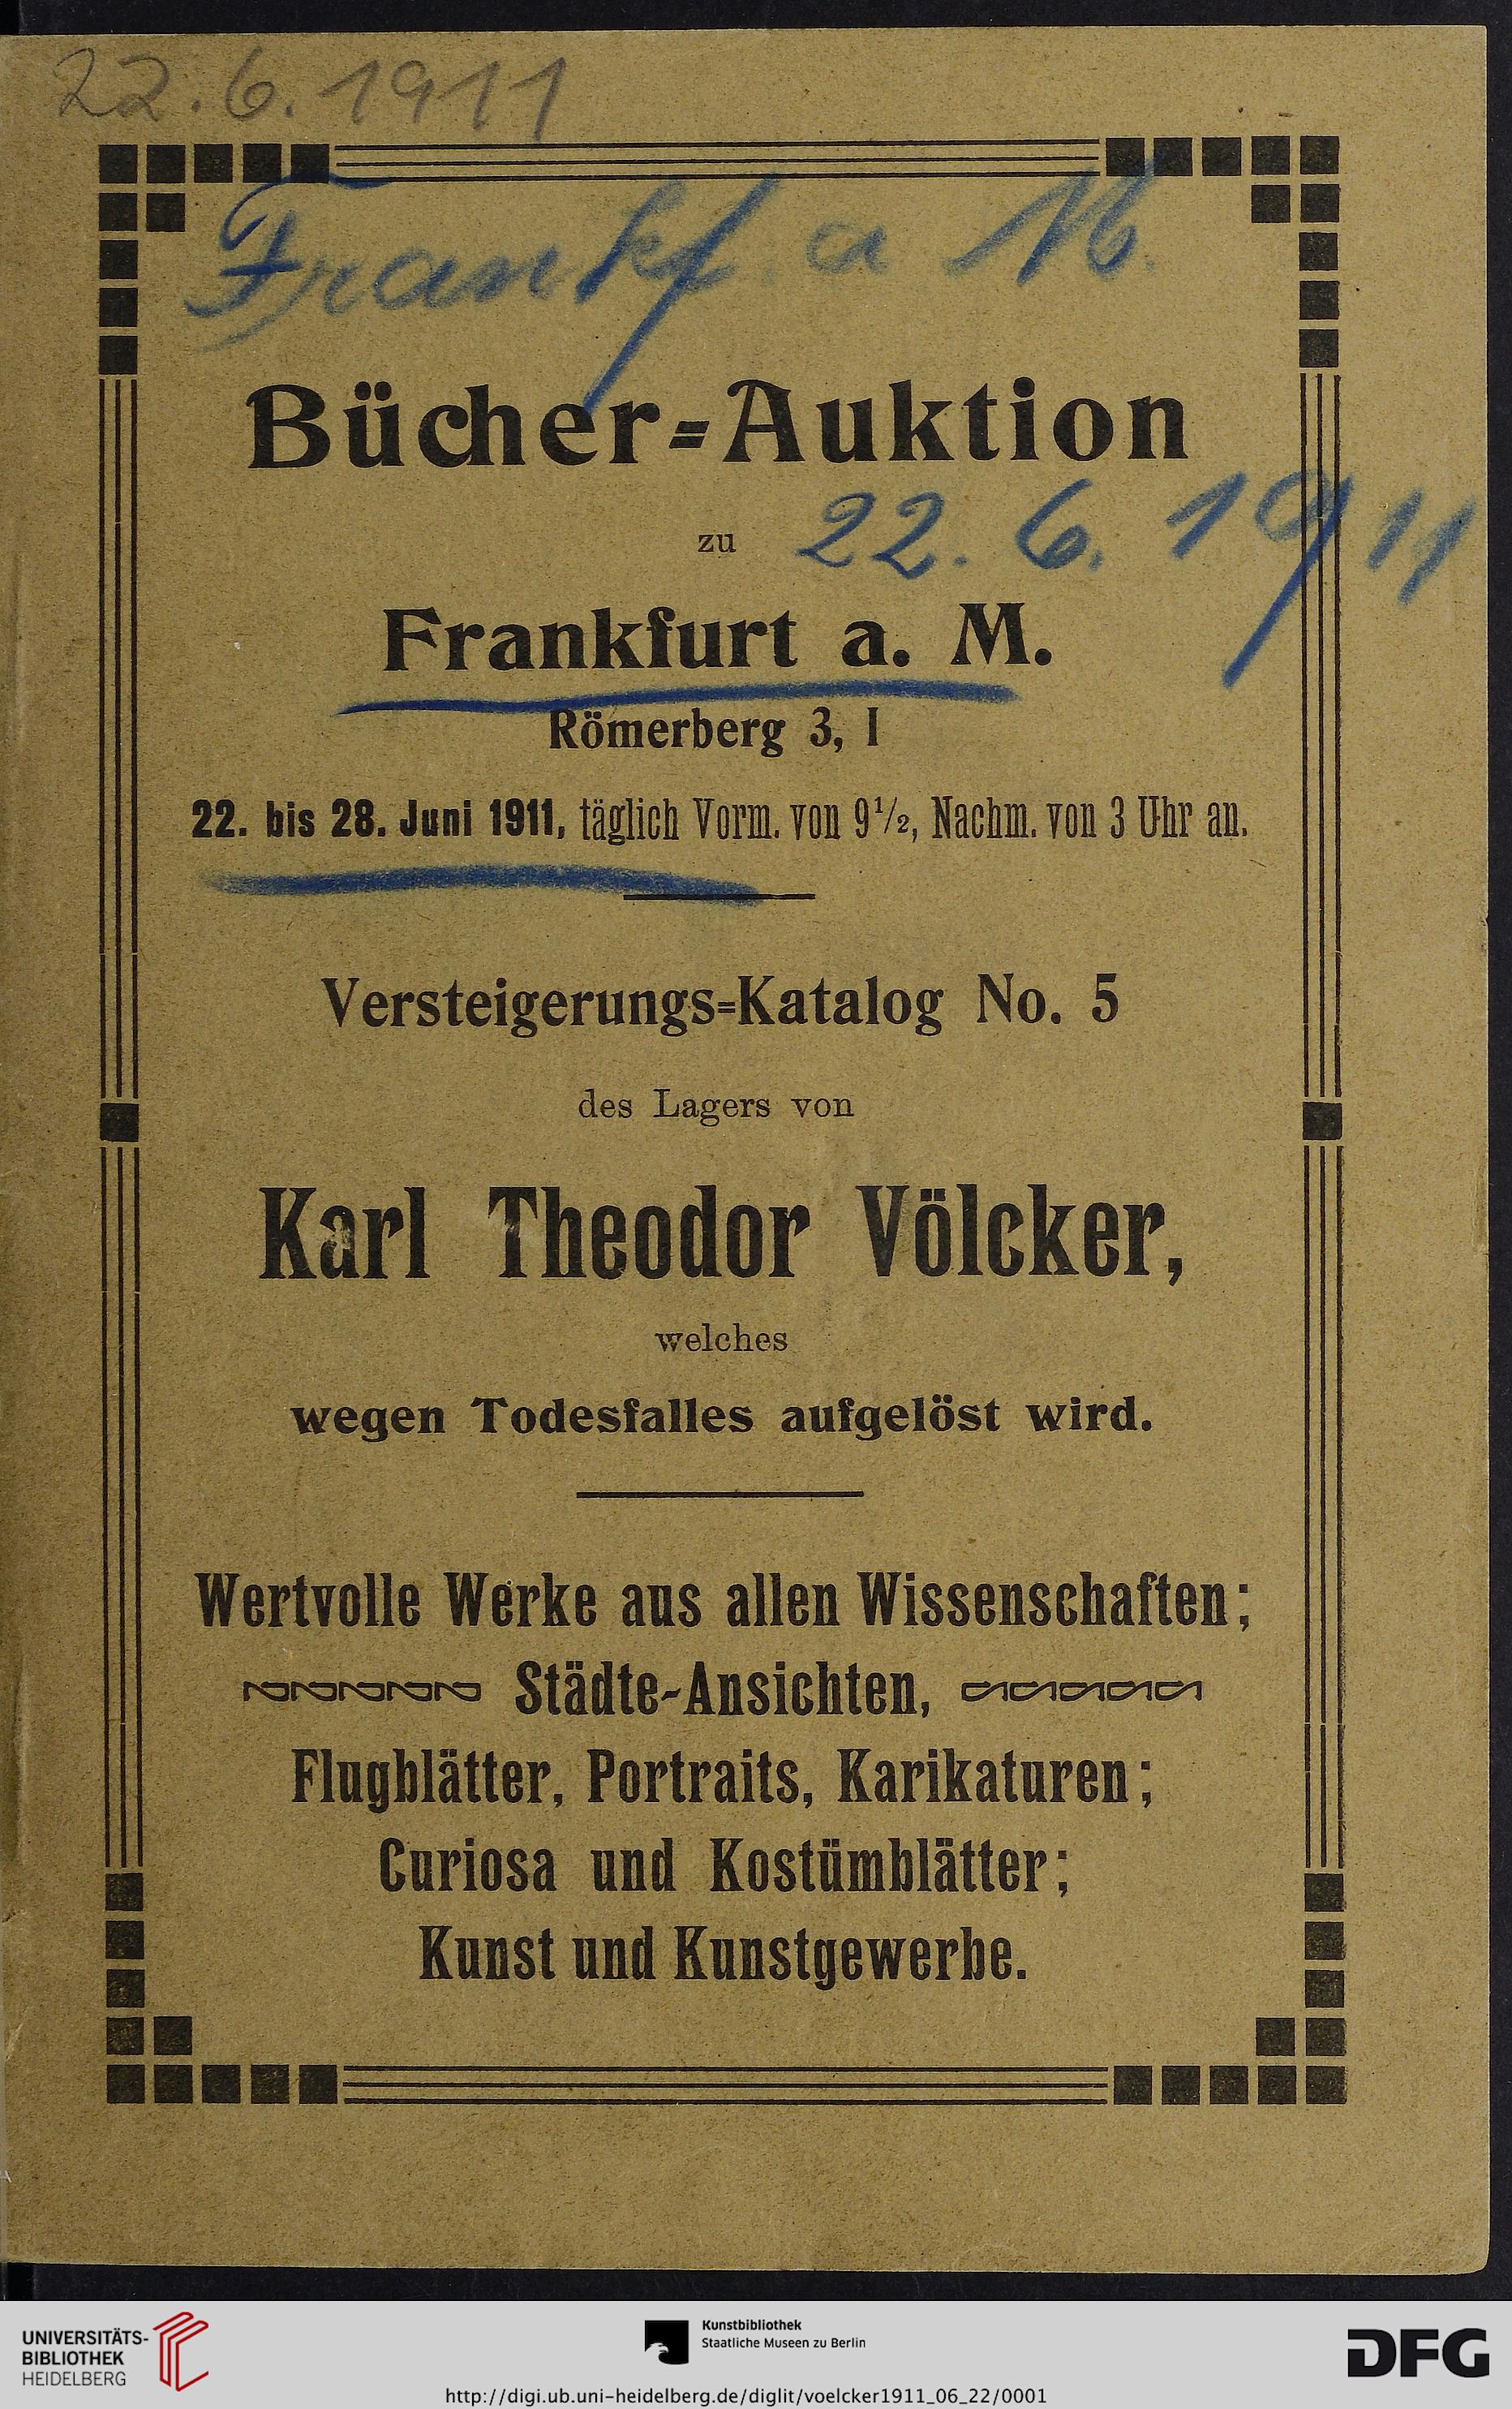 22.6.1911
Frankf. a M.
Bücher-Auktion
zu
22. 6. 1911
Frankfurt a. M.
Römerberg 3, I
22. bis 28. Juni 1911, täglich Vorm. von 9½, Nachm. von 3 Uhr an.
Versteigerungs-Katalog No. 5
des Lagers von
Karl Theodor Völcker,
welches
wegen Todesfalles aufgelöst wird.
Wertvolle Werke aus allen Wissenschaften;
Städte-Ansichten,
Flugblätter, Portraits, Karikaturen;
Curiosa und Kostümblätter;
Kunst und Kunstgewerbe.
UNIVERSITÄTS-
BIBLIOTHEK
HEIDELBERG
Kunstbibliothek
Staatliche Museen zu Berlin
DFG
http://digi.ub.uni-heidelberg.de/diglit/voelcker1911_06_22/0001